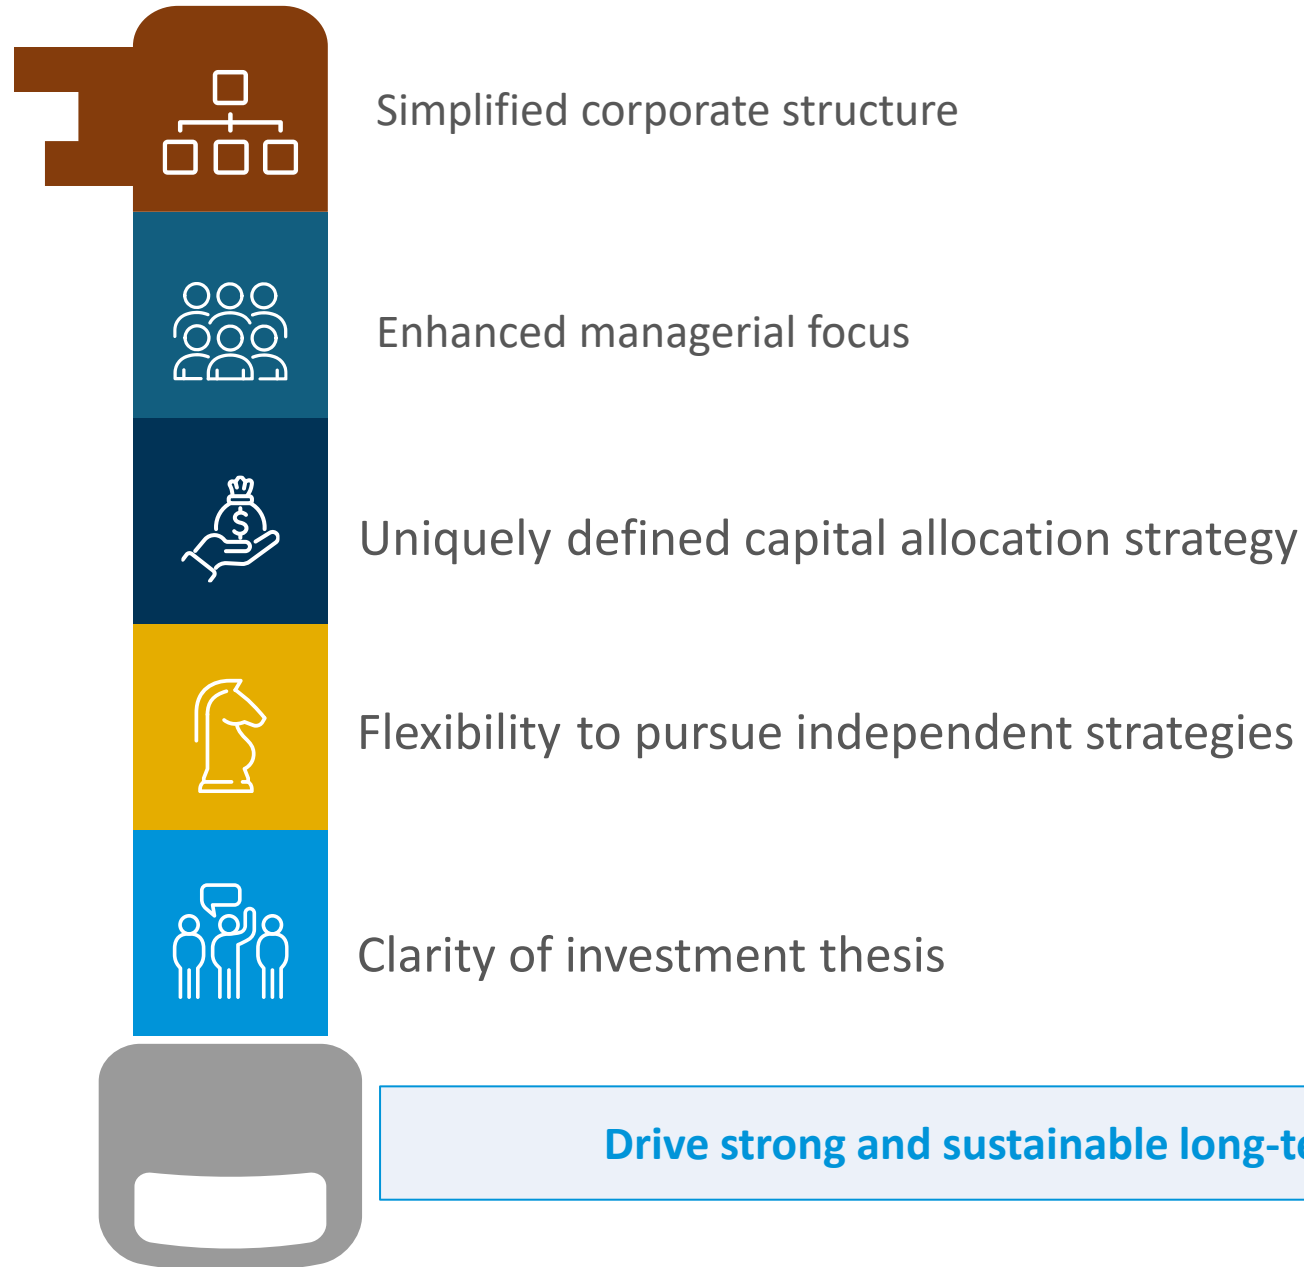 Simplified corporate structure
Enhanced managerial focus
$
Uniquely defined capital allocation strategy
Flexibility to pursue independent strategies
Clarity of investment thesis
Drive strong and sustainable